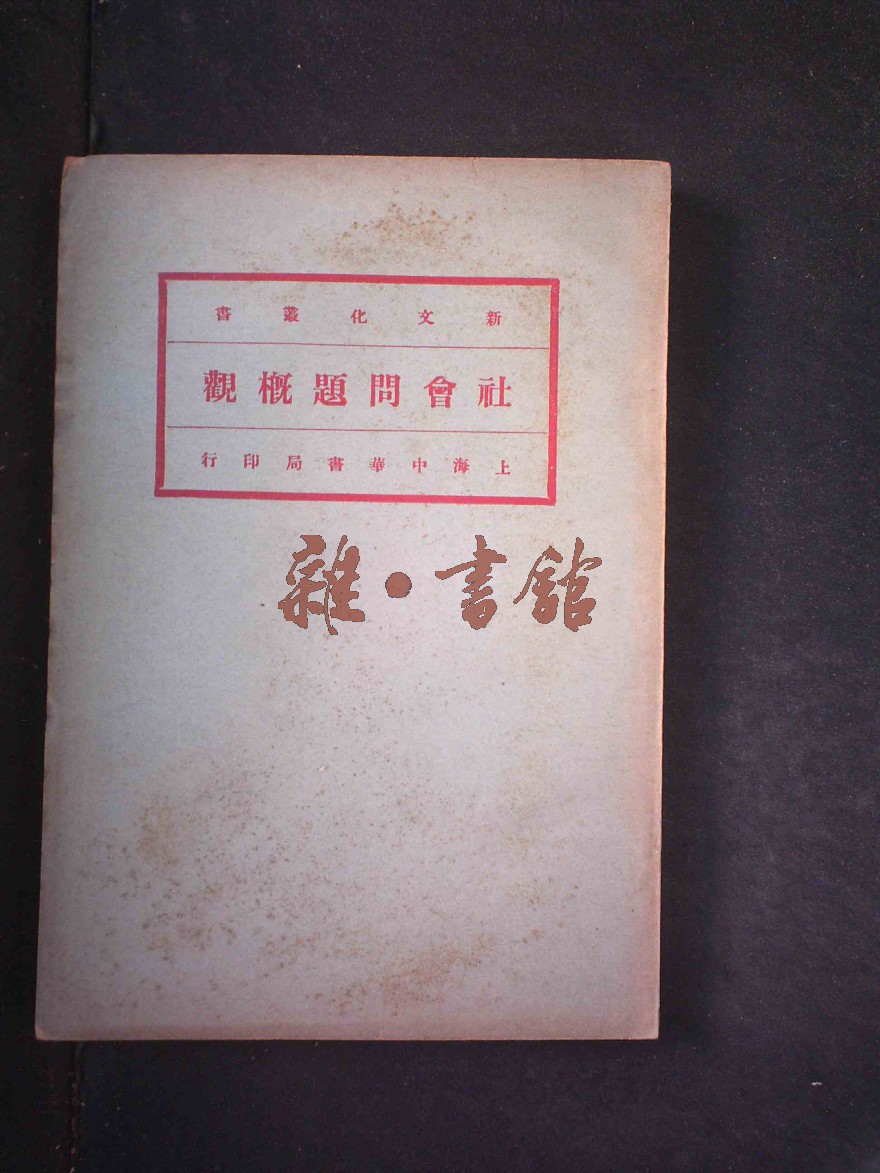 新文化叢書
社會問題概觀
上海中華書局印行
雜·書館